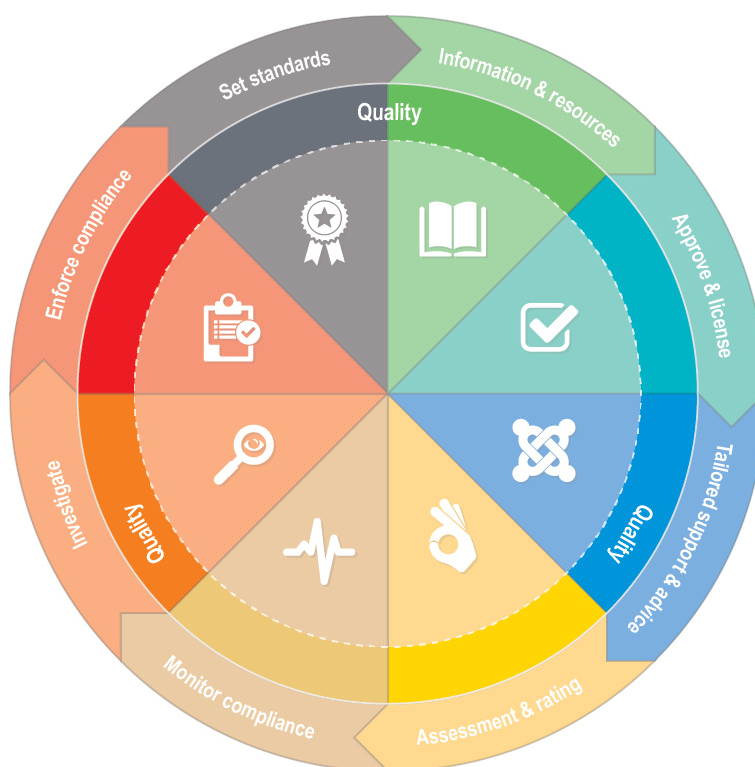 Set standards
Information & resources
Approve & license
Tailored support & advice
Assessment & rating
Monitor compliance
Investigate
Enforce compliance
Quality
Quality
Quality